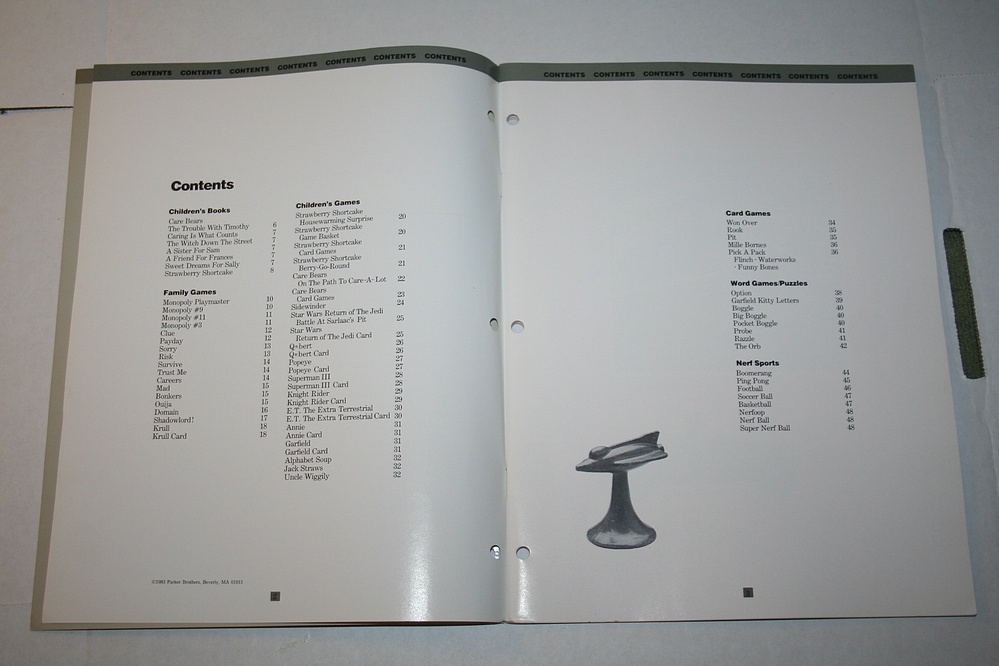 CONTENTS CONTENTS CONTENTS CONTENTS CONTENTS CONTENTS CONTENTS
Contents
Children's Books
Care Bears
The Trouble With Timothy 6
Caring Is What Counts 7
The Witch Down The Street 7
A Sister For Sam 7
A Friend For Frances 7
Sweet Dreams For Sally 7
Strawberry Shortcake 8
Family Games
Monopoly Playmaster 10
Monopoly #9 10
Monopoly #11 11
Monopoly #3 11
Clue 12
Payday 12
Sorry 13
Risk 13
Survive 14
Trust Me 14
Careers 14
Mad 15
Bonkers 15
Ouija 15
Domain 16
Shadowlord! 17
Krull 18
Krull Card 18
Children's Games
Strawberry Shortcake
Housewarming Surprise 20
Strawberry Shortcake
Game Basket 20
Strawberry Shortcake
Card Games 21
Strawberry Shortcake
Berry-Go-Round 21
Care Bears
On The Path To Care-A-Lot 22
Care Bears
Card Games 23
Sidewinder 24
Star Wars Return of The Jedi
Battle At Sarlacc's Pit 25
Star Wars
Return of The Jedi Card 25
Q*bert 26
Q*bert Card 26
Popeye 27
Popeye Card 27
Superman III 28
Superman III Card 28
Knight Rider 29
Knight Rider Card 29
E.T. The Extra Terrestrial 30
E.T. The Extra Terrestrial Card 30
Annie 31
Annie Card 31
Garfield 31
Garfield Card 31
Alphabet Soup 32
Jack Straws 32
Uncle Wiggily 32
©1983 Parker Brothers, Beverly, MA 01915
2
CONTENTS CONTENTS CONTENTS CONTENTS CONTENTS CONTENTS CONTENTS
Card Games
Won Over 34
Rook 35
Pit 35
Mille Bornes 36
Pick A Pack 36
Flinch · Waterworks
· Funny Bones
Word Games/Puzzles
Option 38
Garfield Kitty Letters 39
Boggle 40
Big Boggle 40
Pocket Boggle 40
Probe 41
Razzle 41
The Orb 42
Nerf Sports
Boomerang 44
Ping Pong 45
Football 46
Soccer Ball 47
Basketball 47
Nerfoop 48
Nerf Ball 48
Super Nerf Ball 48
3